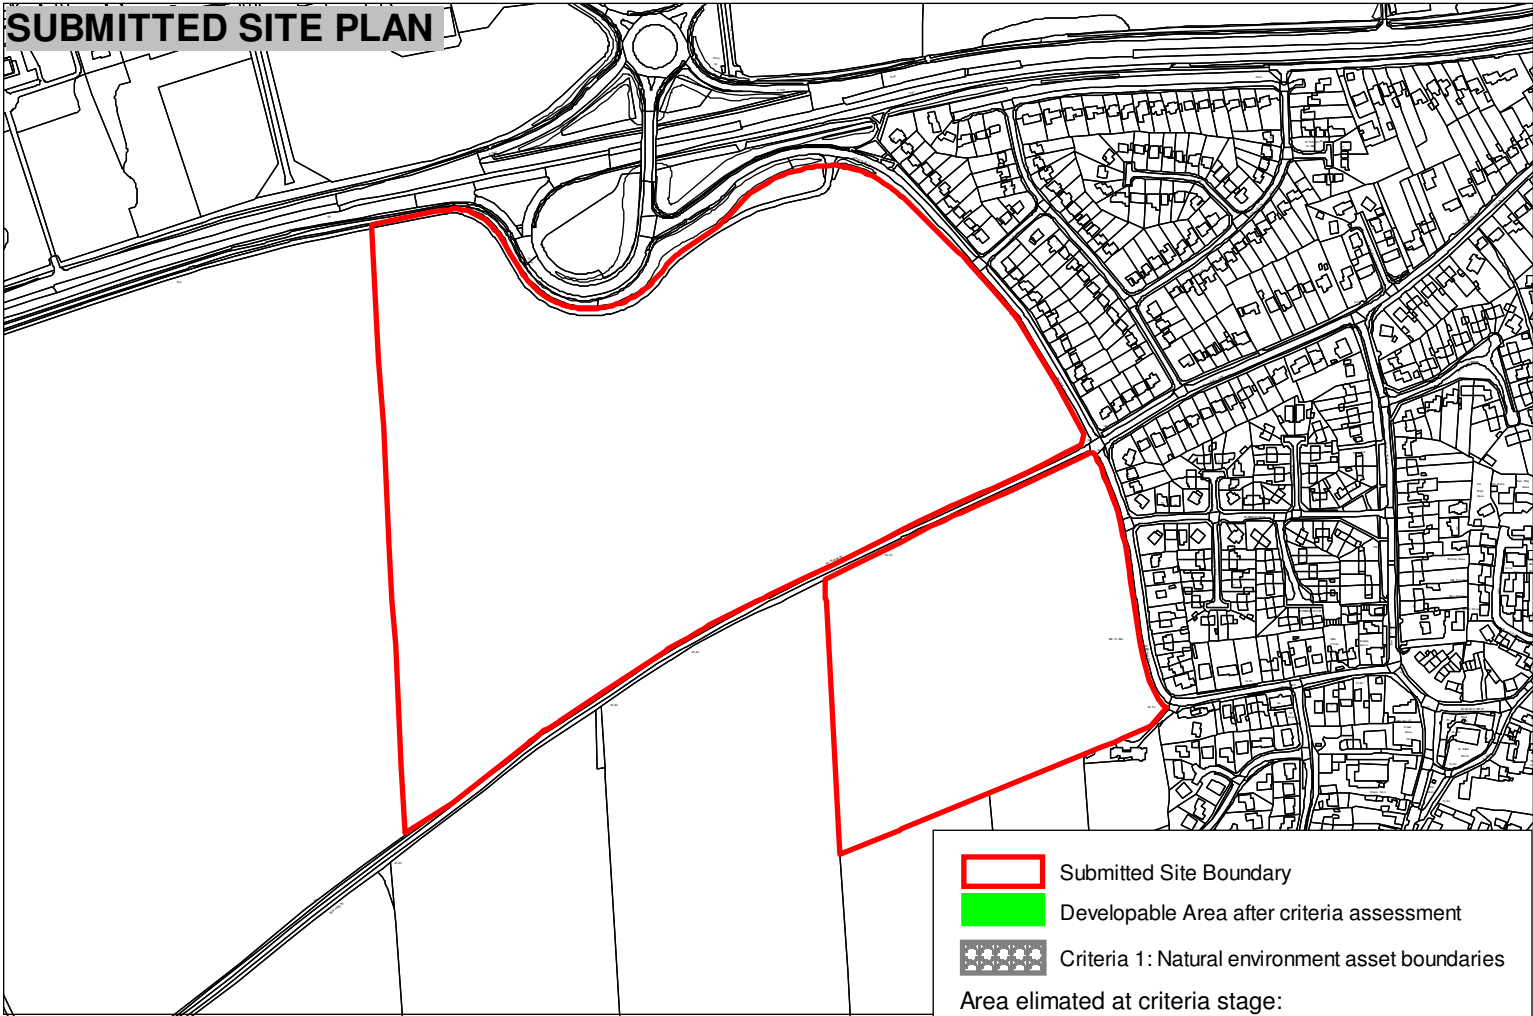 SUBMITTED SITE PLAN
Submitted Site Boundary
Developable Area after criteria assessment
Criteria 1: Natural environment asset boundaries
Area elimated at criteria stage: